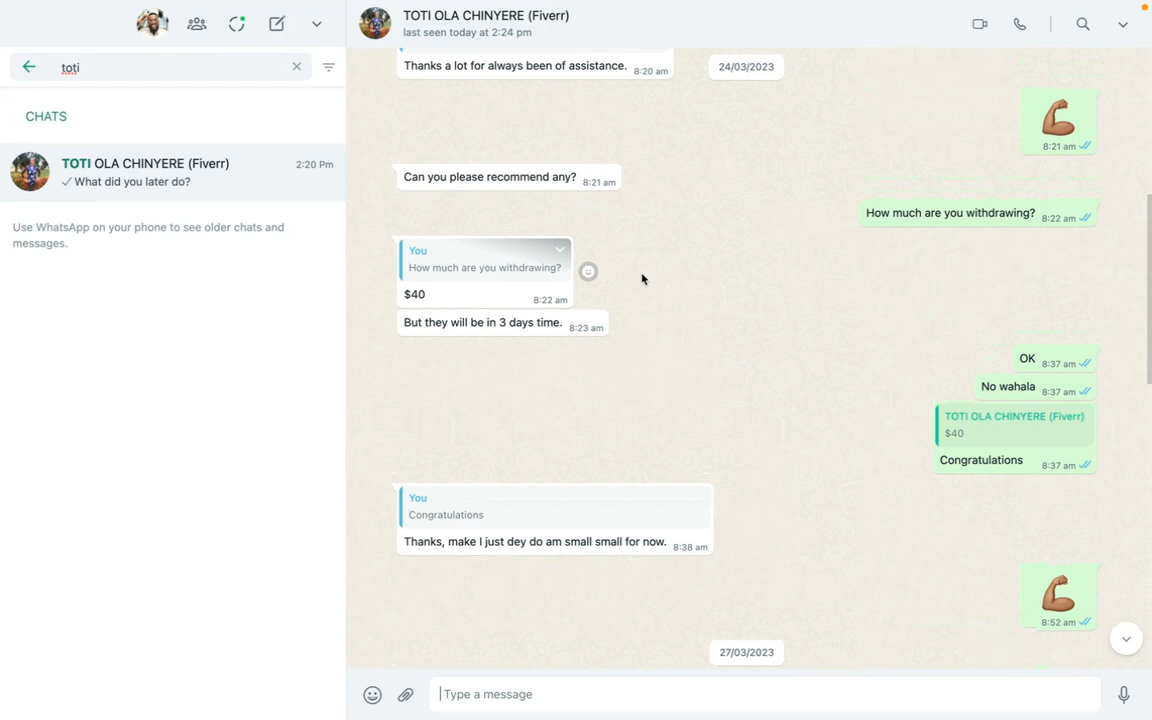 TOTI OLA CHINYERE (Fiverr)
last seen today at 2:24 pm
toti
CHATS
TOTI OLA CHINYERE (Fiverr)
2:20 Pm
What did you later do?
Use WhatsApp on your phone to see older chats and
messages.
Thanks a lot for always been of assistance.
8:20 am
24/03/2023
8:21 am
Can you please recommend any?
8:21 am
How much are you withdrawing?
8:22 am
You
How much are you withdrawing?
$40
8:22 am
But they will be in 3 days time.
8:23 am
OK
8:37 am
No wahala
8:37 am
TOTI OLA CHINYERE (Fiverr)
$40
Congratulations
8:37 am
You
Congratulations
Thanks, make I just dey do am small small for now.
8:38 am
8:52 am
27/03/2023
Type a message